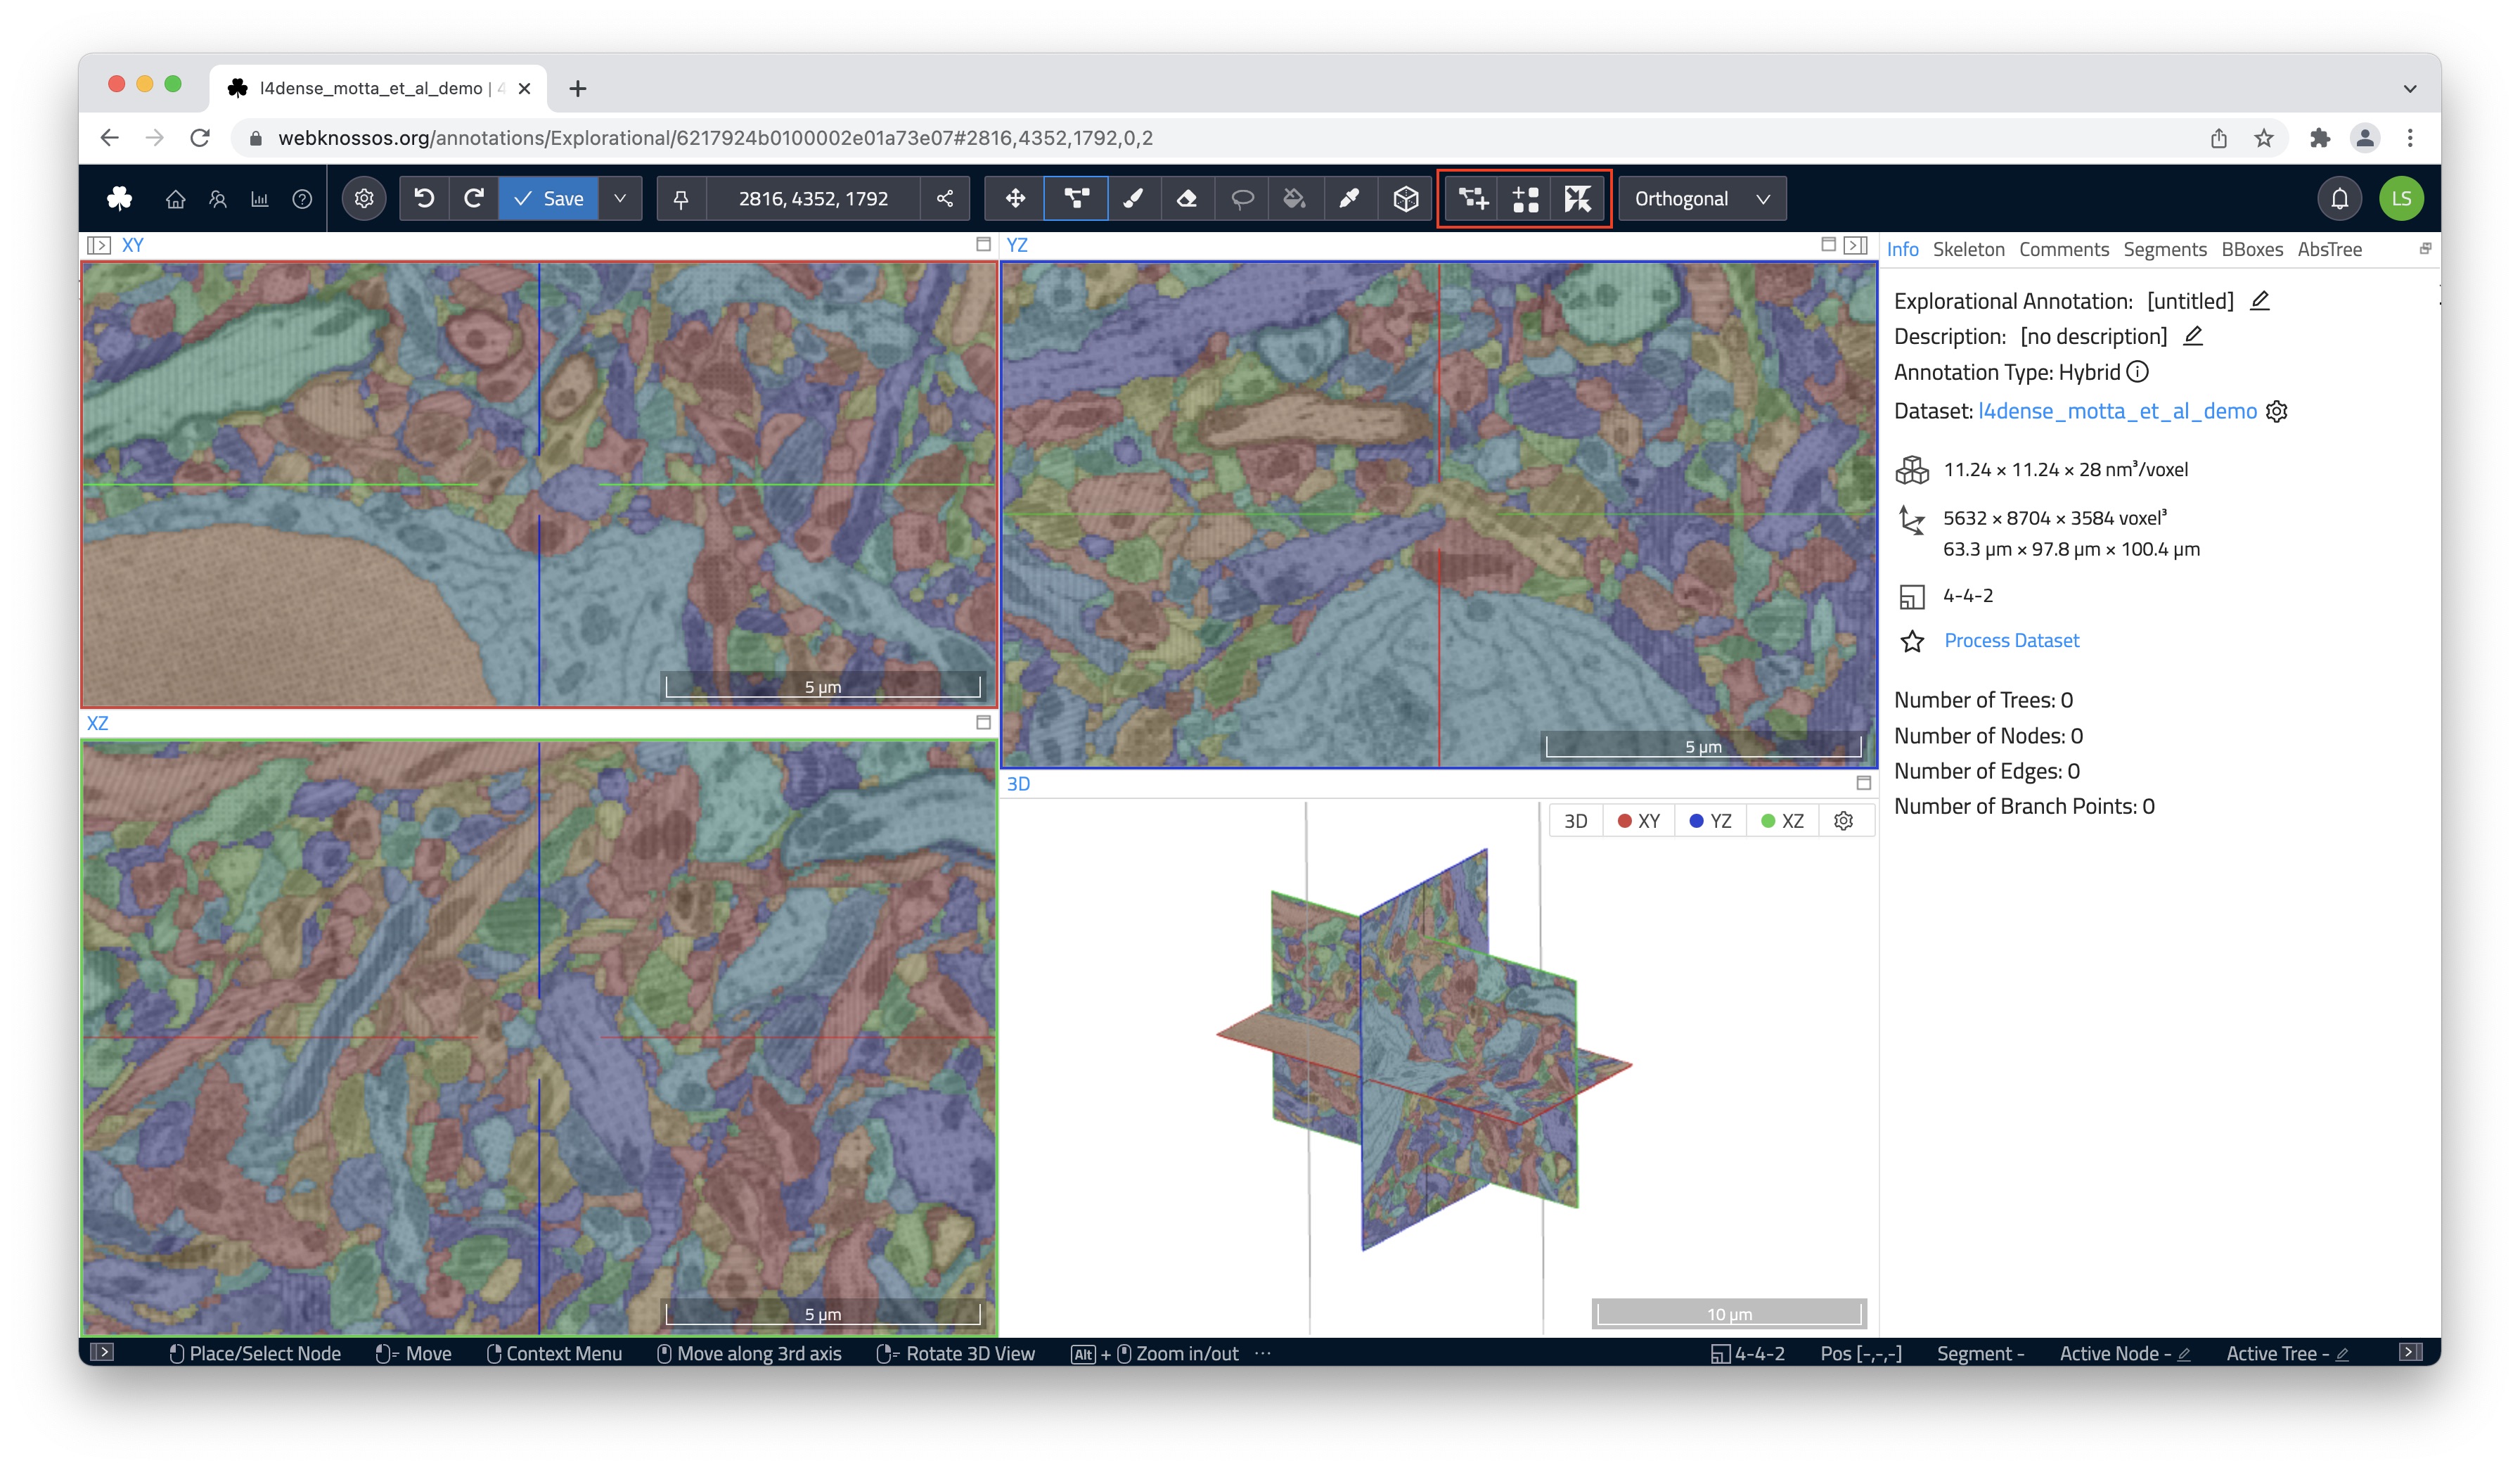 l4dense_motta_et_al_demo | 4
webknossos.org/annotations/Explorational/6217924b0100002e01a73e07#2816,4352,1792,0,2
Save
2816, 4352, 1792
Orthogonal
LS
XY
YZ
Info Skeleton Comments Segments BBoxes AbsTree
Explorational Annotation: [untitled]
Description: [no description]
Annotation Type: Hybrid
Dataset: l4dense_motta_et_al_demo
11.24 × 11.24 × 28 nm³/voxel
5632 × 8704 × 3584 voxel³
63.3 µm × 97.8 µm × 100.4 µm
4-4-2
Process Dataset
Number of Trees: 0
Number of Nodes: 0
Number of Edges: 0
Number of Branch Points: 0
5 µm
5 µm
XZ
3D
3D XY YZ XZ
5 µm
10 µm
Place/Select Node Move Context Menu Move along 3rd axis Rotate 3D View Alt + Zoom in/out ··· 4-4-2 Pos [-,-,-] Segment - Active Node - Active Tree -